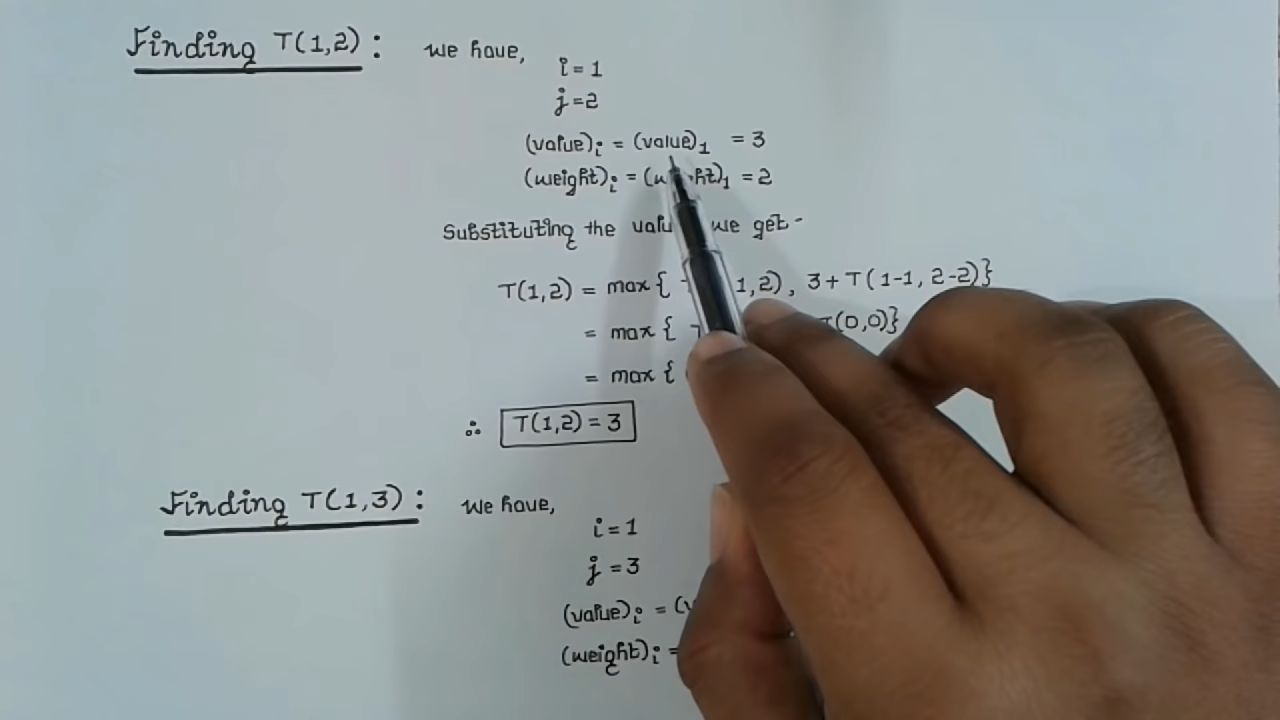 Finding T(1,2) : we have,
i = 1
j = 2
(value)i = (value)1 = 3
(weight)i = (weight)1 = 2
Substituting the we get -
T(1,2) = max{ 1,2), 3 + T(1-1, 2-2)}
= max { T(0,0)}
= max {
∴ T(1,2) = 3
Finding T(1,3) : we have,
i = 1
j = 3
(value)i = (
(weight)i =